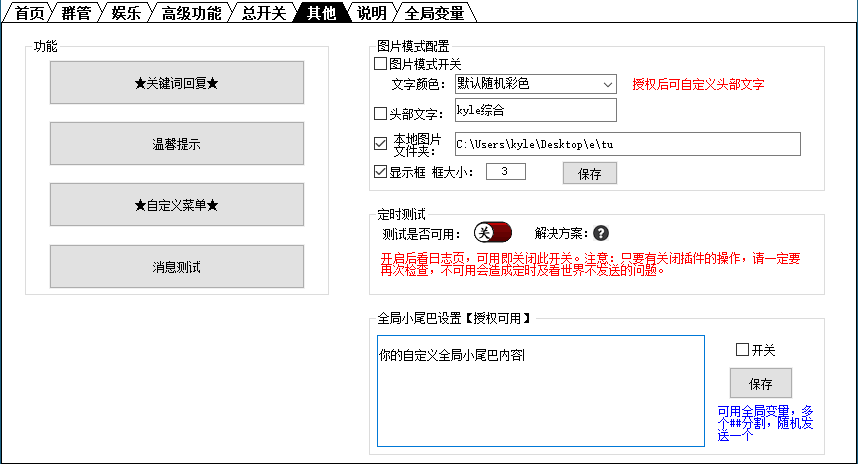 首页 群管 娱乐 高级功能 总开关 其他 说明 全局变量
功能
★关键词回复★
温馨提示
★自定义菜单★
消息测试
图片模式配置
图片模式开关
文字颜色： 默认随机彩色 授权后可自定义头部文字
头部文字： kyle综合
本地图片
文件夹： C:\Users\kyle\Desktop\e\tu
显示框 框大小： 3 保存
定时测试
测试是否可用： 关 解决方案： ?
开启后看日志页，可用即关闭此开关。注意：只要有关闭插件的操作，请一定要
再次检查，不可用会造成定时及看世界不发送的问题。
全局小尾巴设置【授权可用】
你的自定义全局小尾巴内容
开关
保存
可用全局变量，多
个##分割，随机发
送一个